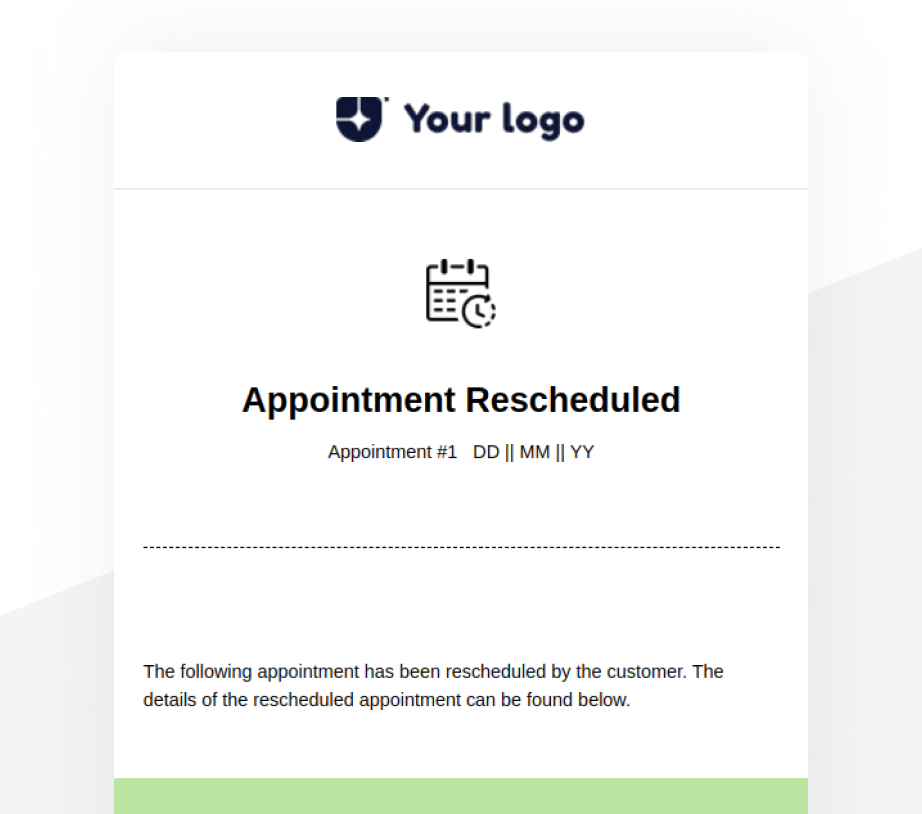 Your logo
Appointment Rescheduled
Appointment #1 DD || MM || YY
The following appointment has been rescheduled by the customer. The
details of the rescheduled appointment can be found below.